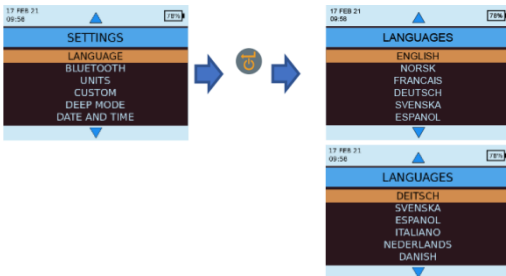 17 FEB 21
09:58
78%
SETTINGS
LANGUAGE
BLUETOOTH
UNITS
CUSTOM
DEEP MODE
DATE AND TIME
17 FEB 21
09:58
78%
LANGUAGES
ENGLISH
NORSK
FRANCAIS
DEUTSCH
SVENSKA
ESPANOL
17 FEB 21
09:58
78%
LANGUAGES
DEITSCH
SVENSKA
ESPANOL
ITALIANO
NEDERLANDS
DANISH